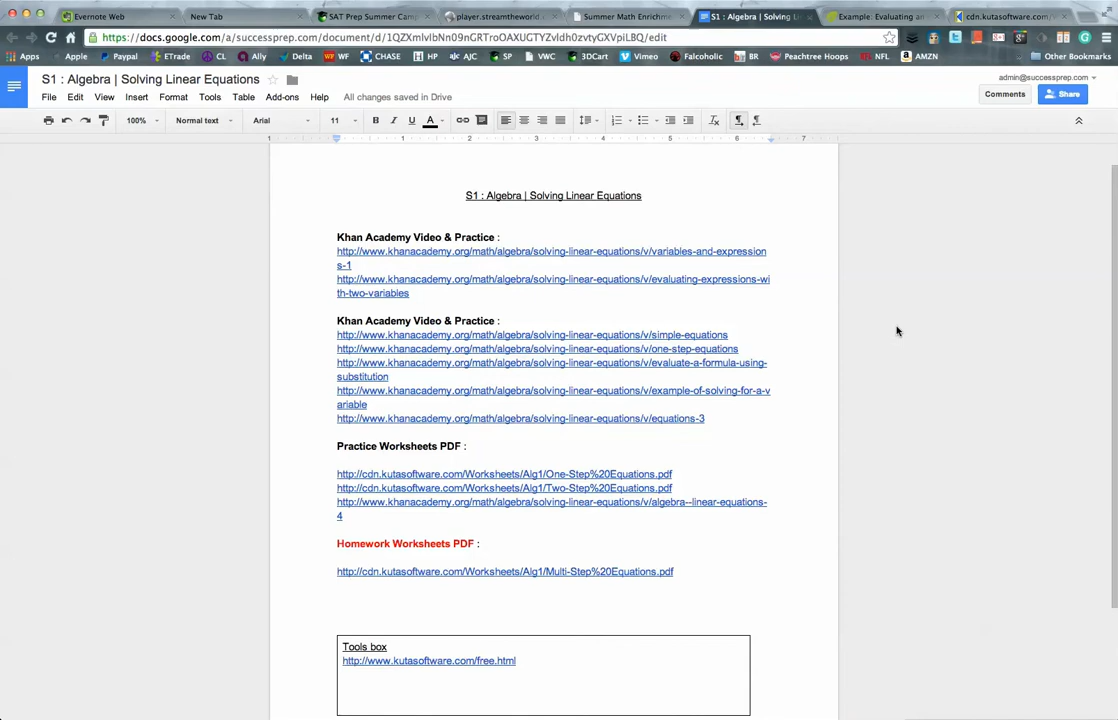 Evernote Web
New Tab
SAT Prep Summer Camp
player.streamtheworld.c
Summer Math Enrichme
S1 : Algebra | Solving Lin
Example: Evaluating an
cdn.kutasoftware.com/W
https://docs.google.com/a/successprep.com/document/d/1QZXmlvlbNn09nGRTroOAXUGTYZvldh0zvtyGXVpiLBQ/edit
Apps Apple Paypal ETrade CL Ally Delta WF CHASE HP AJC SP VWC 3DCart Vimeo Falcoholic BR Peachtree Hoops NFL AMZN Other Bookmarks
S1 : Algebra | Solving Linear Equations
admin@successprep.com
File Edit View Insert Format Tools Table Add-ons Help All changes saved in Drive
Comments Share
100% Normal text Arial 11 B I U A
1 1 2 3 4 5 6 7
S1 : Algebra | Solving Linear Equations
Khan Academy Video & Practice :
http://www.khanacademy.org/math/algebra/solving-linear-equations/v/variables-and-expression
s-1
http://www.khanacademy.org/math/algebra/solving-linear-equations/v/evaluating-expressions-wi
th-two-variables
Khan Academy Video & Practice :
http://www.khanacademy.org/math/algebra/solving-linear-equations/v/simple-equations
http://www.khanacademy.org/math/algebra/solving-linear-equations/v/one-step-equations
http://www.khanacademy.org/math/algebra/solving-linear-equations/v/evaluate-a-formula-using-
substitution
http://www.khanacademy.org/math/algebra/solving-linear-equations/v/example-of-solving-for-a-v
ariable
http://www.khanacademy.org/math/algebra/solving-linear-equations/v/equations-3
Practice Worksheets PDF :
http://cdn.kutasoftware.com/Worksheets/Alg1/One-Step%20Equations.pdf
http://cdn.kutasoftware.com/Worksheets/Alg1/Two-Step%20Equations.pdf
http://www.khanacademy.org/math/algebra/solving-linear-equations/v/algebra--linear-equations-
4
Homework Worksheets PDF :
http://cdn.kutasoftware.com/Worksheets/Alg1/Multi-Step%20Equations.pdf
Tools box
http://www.kutasoftware.com/free.html